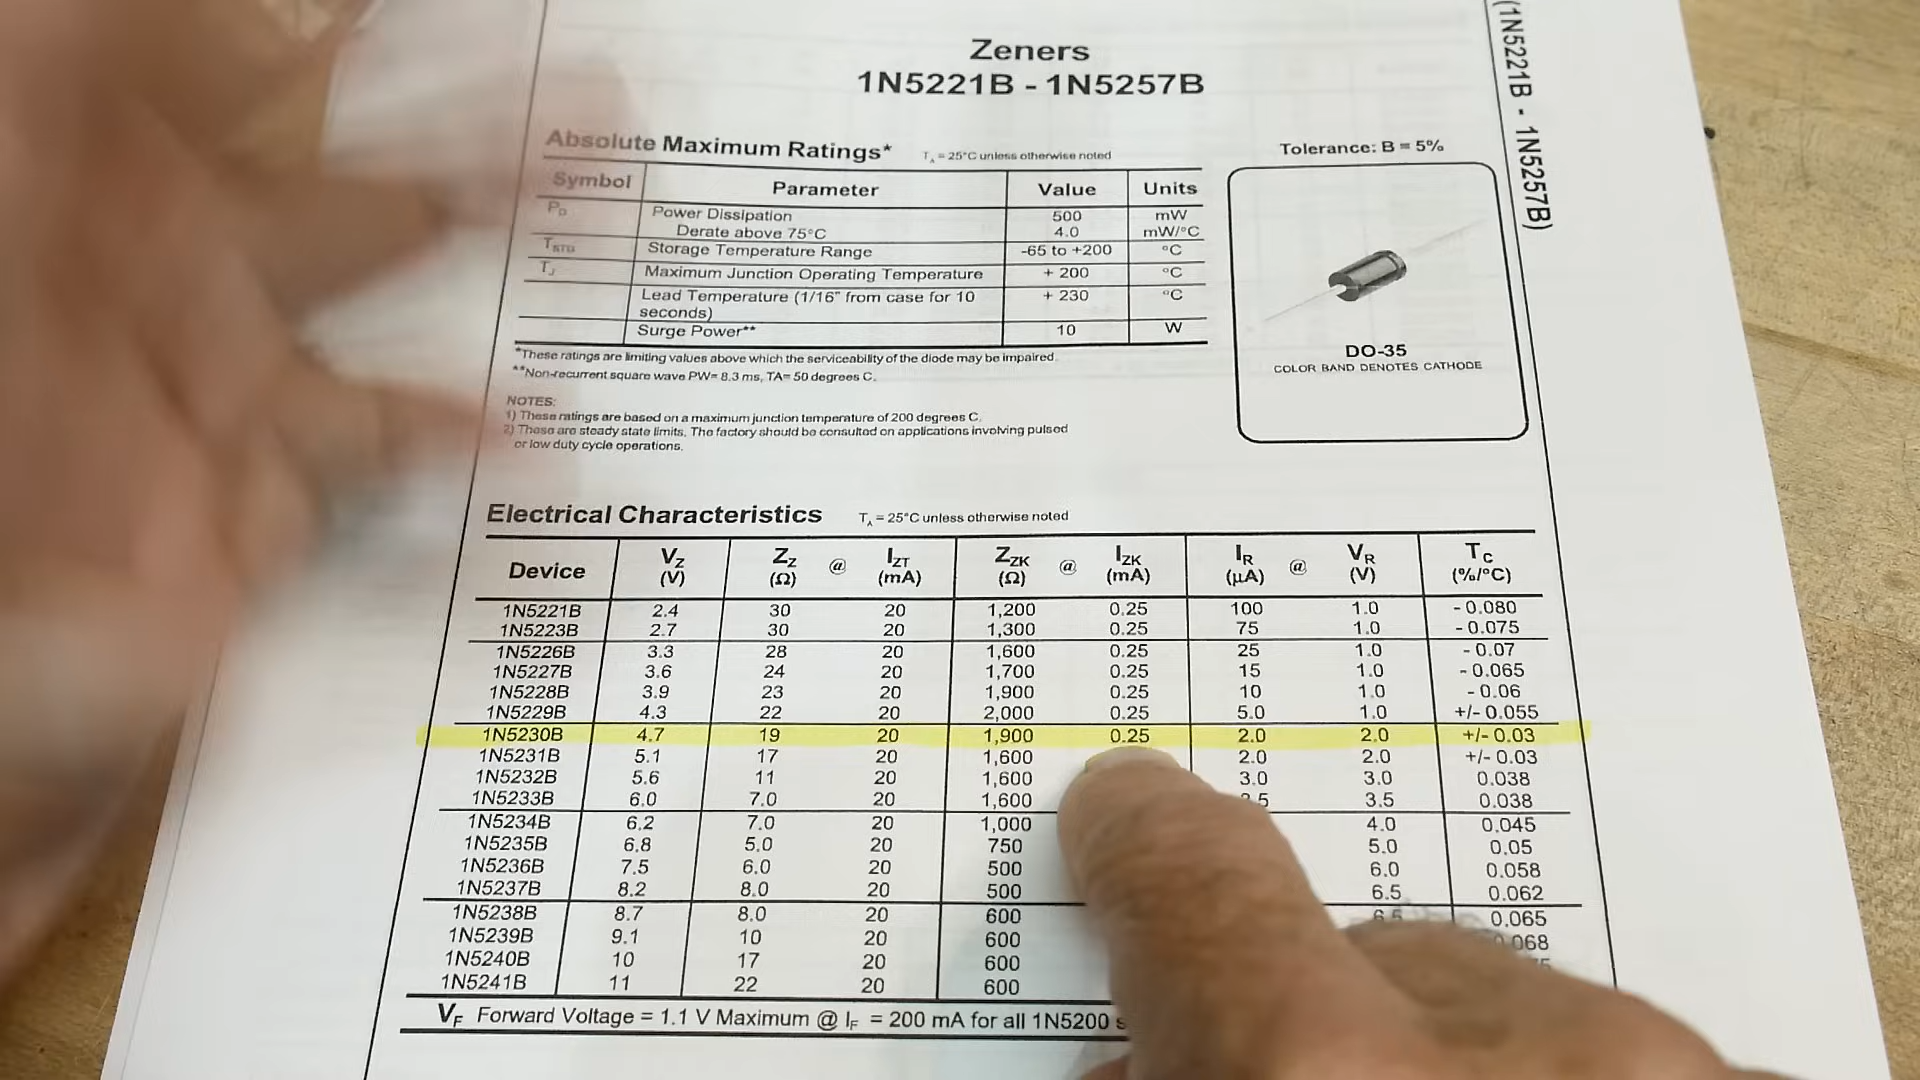 Zeners
1N5221B - 1N5257B
(1N5221B - 1N5257B)
Absolute Maximum Ratings* TA = 25°C unless otherwise noted
Tolerance: B = 5%
Symbol Parameter Value Units
PD Power Dissipation 500 mW
Derate above 75°C 4.0 mW/°C
TSTG Storage Temperature Range -65 to +200 °C
TJ Maximum Junction Operating Temperature + 200 °C
Lead Temperature (1/16" from case for 10 + 230 °C
seconds)
Surge Power** 10 W
*These ratings are limiting values above which the serviceability of the diode may be impaired.
**Non-recurrent square wave PW= 8.3 ms, TA= 50 degrees C.
DO-35
COLOR BAND DENOTES CATHODE
NOTES:
1) These ratings are based on a maximum junction temperature of 200 degrees C.
2) These are steady state limits. The factory should be consulted on applications involving pulsed
or low duty cycle operations.
Electrical Characteristics TA = 25°C unless otherwise noted
Device VZ ZZ @ IZT ZZK @ IZK IR @ VR TC
(V) (Ω) (mA) (Ω) (mA) (µA) (V) (%/°C)
1N5221B 2.4 30 20 1,200 0.25 100 1.0 - 0.080
1N5223B 2.7 30 20 1,300 0.25 75 1.0 - 0.075
1N5226B 3.3 28 20 1,600 0.25 25 1.0 - 0.07
1N5227B 3.6 24 20 1,700 0.25 15 1.0 - 0.065
1N5228B 3.9 23 20 1,900 0.25 10 1.0 - 0.06
1N5229B 4.3 22 20 2,000 0.25 5.0 1.0 +/- 0.055
1N5230B 4.7 19 20 1,900 0.25 2.0 2.0 +/- 0.03
1N5231B 5.1 17 20 1,600 2.0 2.0 +/- 0.03
1N5232B 5.6 11 20 1,600 3.0 3.0 0.038
1N5233B 6.0 7.0 20 1,600 3.5 0.038
1N5234B 6.2 7.0 20 1,000 4.0 0.045
1N5235B 6.8 5.0 20 750 5.0 0.05
1N5236B 7.5 6.0 20 500 6.0 0.058
1N5237B 8.2 8.0 20 500 6.5 0.062
1N5238B 8.7 8.0 20 600 6.5 0.065
1N5239B 9.1 10 20 600 068
1N5240B 10 17 20 600
1N5241B 11 22 20 600
VF Forward Voltage = 1.1 V Maximum @ IF = 200 mA for all 1N5200